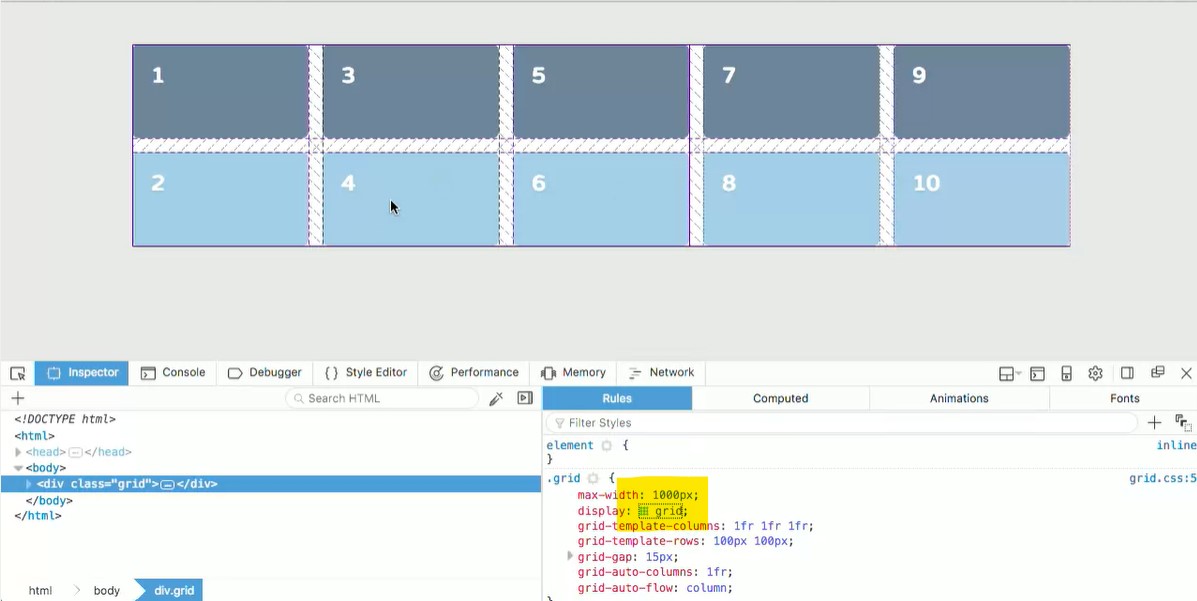 1 3 5 7 9
2 4 6 8 10
Inspector Console Debugger {} Style Editor Performance Memory Network
+ Search HTML Rules Computed Animations Fonts
<!DOCTYPE html>
<html>
<head></head>
<body>
<div class="grid"></div>
</body>
</html>
html body div.grid
Filter Styles +
element { inline
}
.grid { grid.css:5
max-width: 1000px;
display: grid;
grid-template-columns: 1fr 1fr 1fr;
grid-template-rows: 100px 100px;
grid-gap: 15px;
grid-auto-columns: 1fr;
grid-auto-flow: column;
}